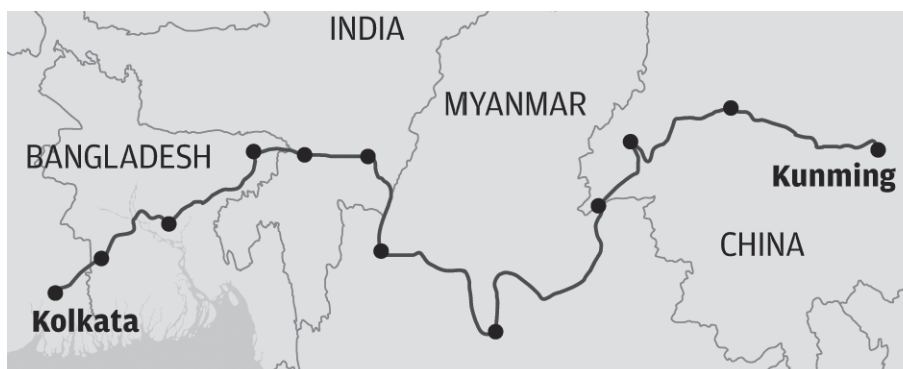 INDIA
MYANMAR
BANGLADESH
Kunming
CHINA
Kolkata